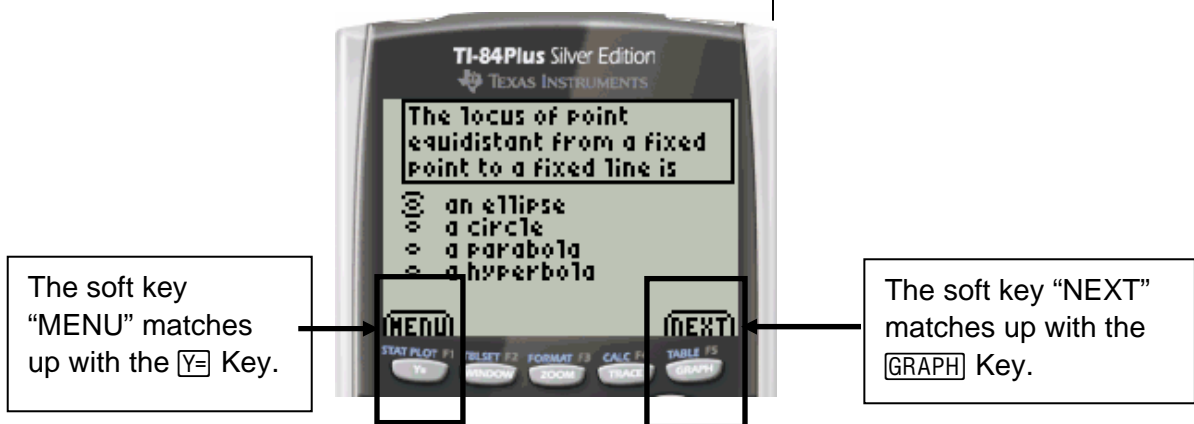 TI-84Plus Silver Edition
TEXAS INSTRUMENTS
The locus of point
equidistant from a fixed
point to a fixed line is
an ellipse
a circle
a parabola
a hyperbola
MENU NEXT
STAT PLOT F1 TBLSET F2 FORMAT F3 CALC F4 TABLE F5
Y= WINDOW ZOOM TRACE GRAPH
The soft key
“MENU” matches
up with the Y= Key.
The soft key “NEXT”
matches up with the
GRAPH Key.